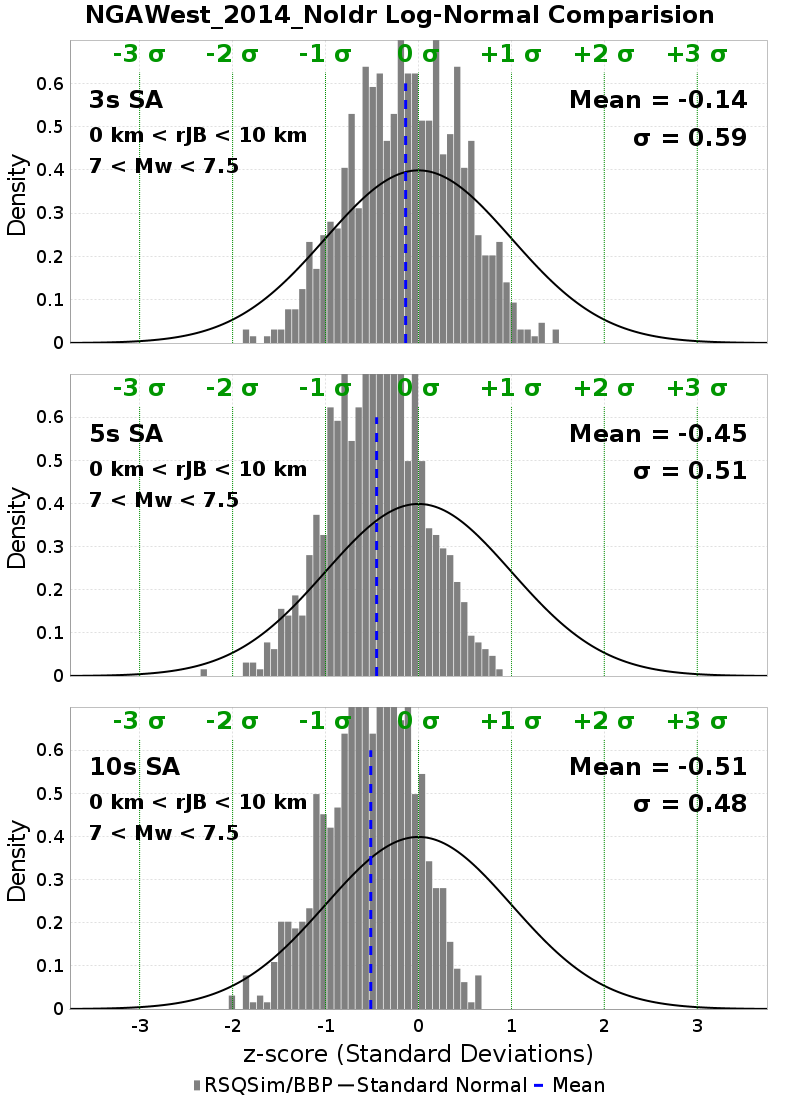 NGAWest_2014_NoIdr Log-Normal Comparision
-3 σ -2 σ -1 σ 0 σ +1 σ +2 σ +3 σ
3s SA
Mean = -0.14
0 km < rJB < 10 km
σ = 0.59
7 < Mw < 7.5
Density
0.6
0.5
0.4
0.3
0.2
0.1
0
-3 σ -2 σ -1 σ 0 σ +1 σ +2 σ +3 σ
5s SA
Mean = -0.45
0 km < rJB < 10 km
σ = 0.51
7 < Mw < 7.5
Density
0.6
0.5
0.4
0.3
0.2
0.1
0
-3 σ -2 σ -1 σ 0 σ +1 σ +2 σ +3 σ
10s SA
Mean = -0.51
0 km < rJB < 10 km
σ = 0.48
7 < Mw < 7.5
Density
0.6
0.5
0.4
0.3
0.2
0.1
0
-3 -2 -1 0 1 2 3
z-score (Standard Deviations)
RSQSim/BBP Standard Normal Mean